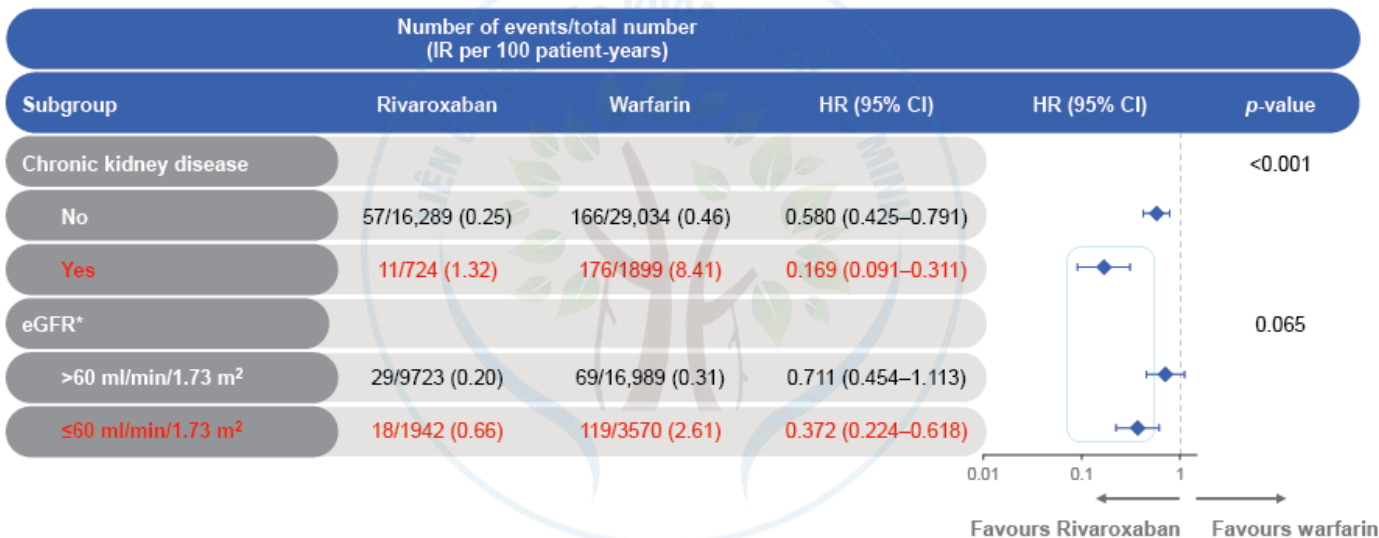 Number of events/total number
(IR per 100 patient-years)
Subgroup Rivaroxaban Warfarin HR (95% CI) HR (95% CI) p-value
Chronic kidney disease <0.001
No 57/16,289 (0.25) 166/29,034 (0.46) 0.580 (0.425–0.791)
Yes 11/724 (1.32) 176/1899 (8.41) 0.169 (0.091–0.311)
eGFR* 0.065
>60 ml/min/1.73 m² 29/9723 (0.20) 69/16,989 (0.31) 0.711 (0.454–1.113)
≤60 ml/min/1.73 m² 18/1942 (0.66) 119/3570 (2.61) 0.372 (0.224–0.618)
0.01 0.1 1
Favours Rivaroxaban Favours warfarin